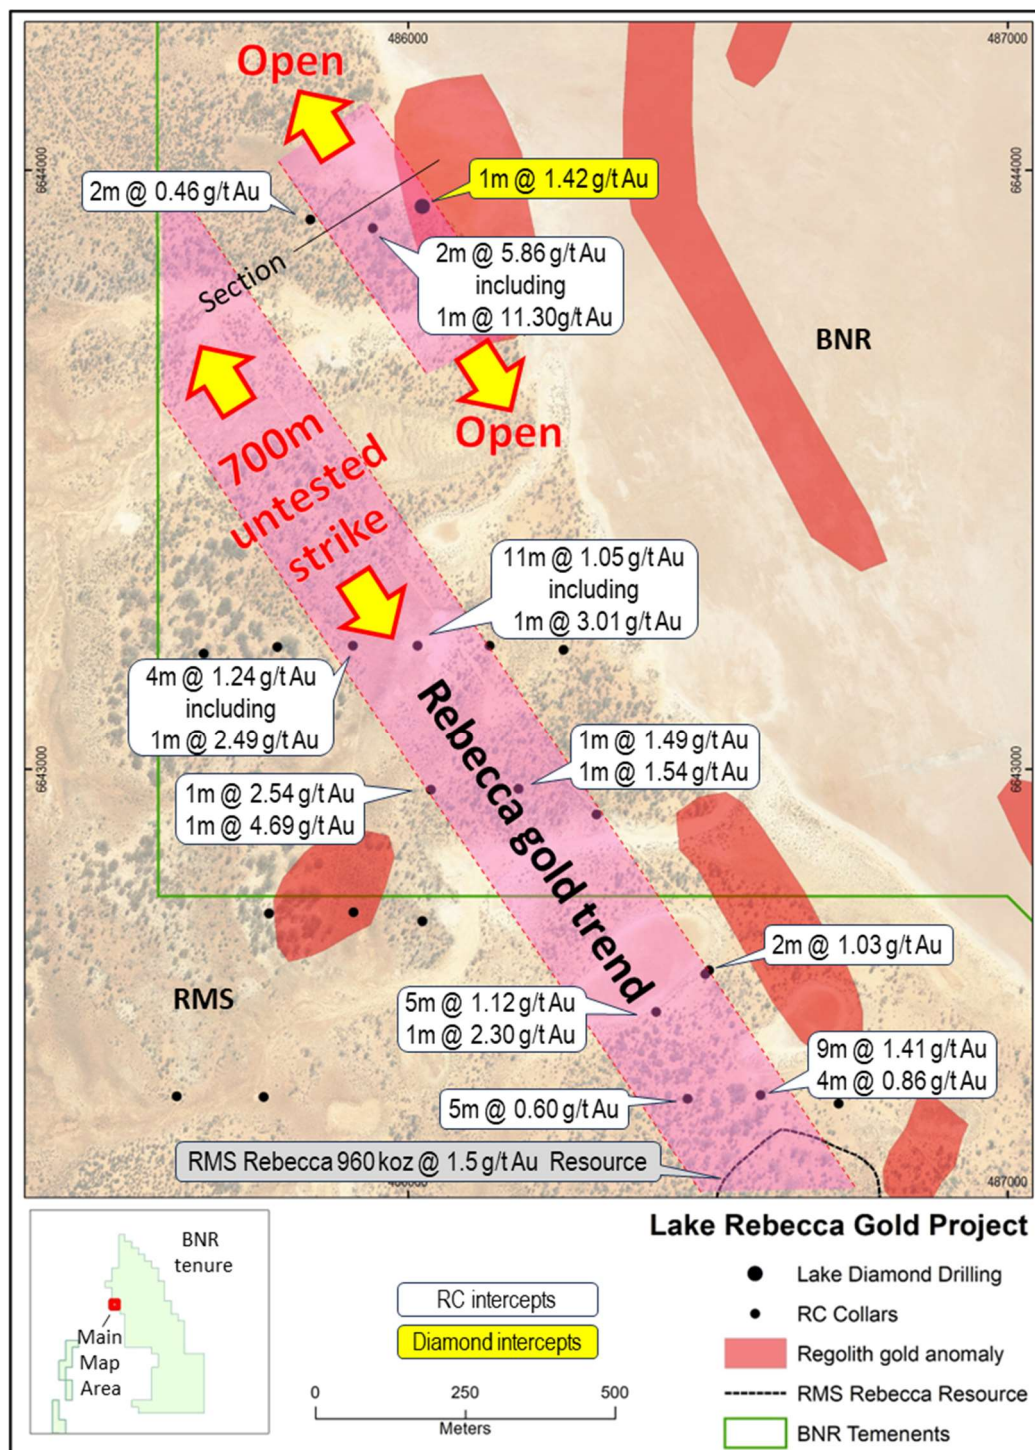 486000
487000
Open
6644000
2m @ 0.46 g/t Au
1m @ 1.42 g/t Au
2m @ 5.86 g/t Au
including
1m @ 11.30g/t Au
Section
BNR
Open
700m
untested
strike
11m @ 1.05 g/t Au
including
1m @ 3.01 g/t Au
4m @ 1.24 g/t Au
including
1m @ 2.49 g/t Au
Rebecca gold trend
1m @ 1.49 g/t Au
1m @ 1.54 g/t Au
6643000
6643000
1m @ 2.54 g/t Au
1m @ 4.69 g/t Au
2m @ 1.03 g/t Au
RMS
5m @ 1.12 g/t Au
1m @ 2.30 g/t Au
9m @ 1.41 g/t Au
4m @ 0.86 g/t Au
5m @ 0.60 g/t Au
RMS Rebecca 960 koz @ 1.5 g/t Au Resource
486000
487000
BNR
tenure
Main
Map
Area
RC intercepts
Diamond intercepts
0
250
500
Meters
Lake Rebecca Gold Project
Lake Diamond Drilling
RC Collars
Regolith gold anomaly
RMS Rebecca Resource
BNR Temenents
6644000